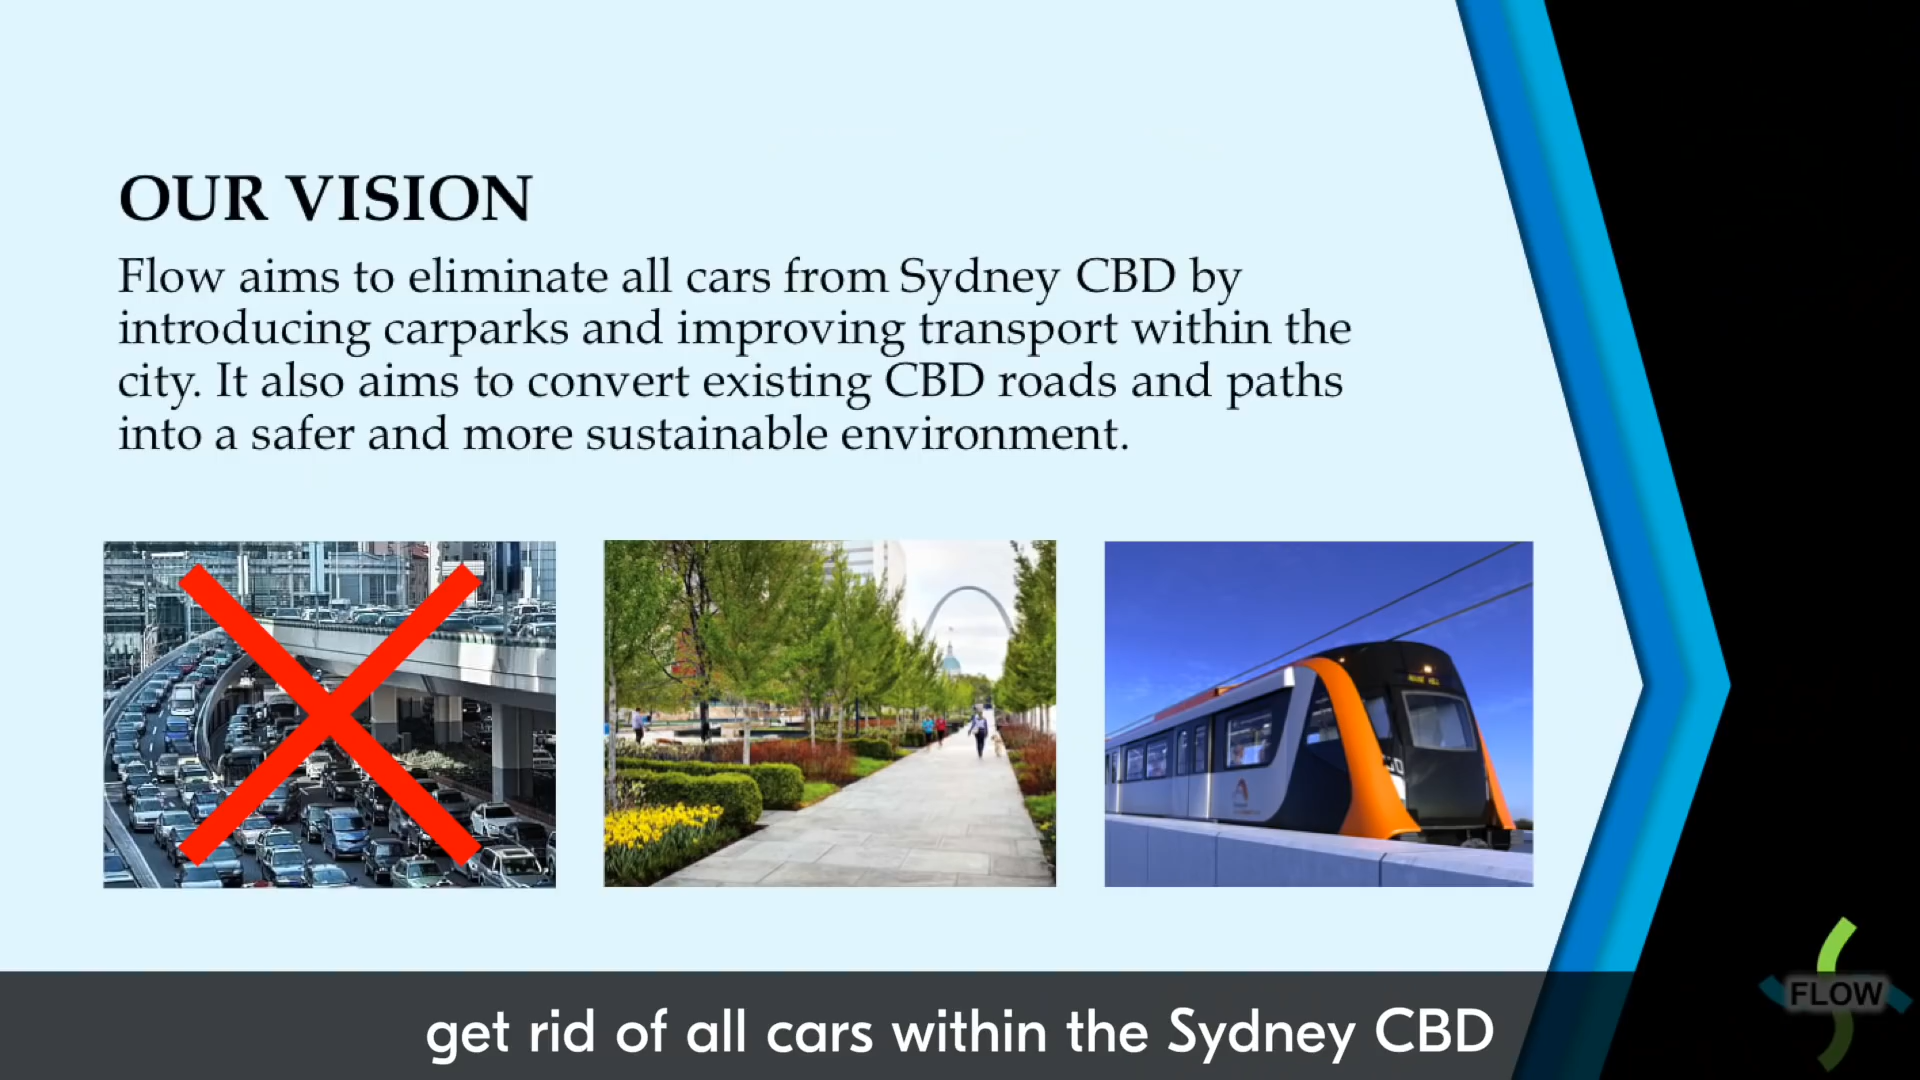 OUR VISION
Flow aims to eliminate all cars from Sydney CBD by
introducing carparks and improving transport within the
city. It also aims to convert existing CBD roads and paths
into a safer and more sustainable environment.
get rid of all cars within the Sydney CBD
FLOW